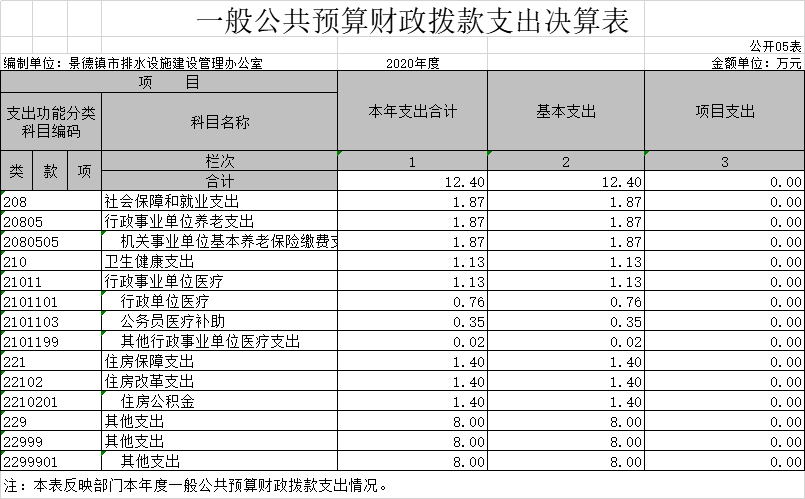 一般公共预算财政拨款支出决算表
公开05表
编制单位：景德镇市排水设施建设管理办公室 2020年度 金额单位：万元
项 目 本年支出合计 基本支出 项目支出
支出功能分类科目编码 科目名称
类 款 项 栏次 1 2 3
合计 12.40 12.40 0.00
208 社会保障和就业支出 1.87 1.87 0.00
20805 行政事业单位养老支出 1.87 1.87 0.00
2080505 机关事业单位基本养老保险缴费支 1.87 1.87 0.00
210 卫生健康支出 1.13 1.13 0.00
21011 行政事业单位医疗 1.13 1.13 0.00
2101101 行政单位医疗 0.76 0.76 0.00
2101103 公务员医疗补助 0.35 0.35 0.00
2101199 其他行政事业单位医疗支出 0.02 0.02 0.00
221 住房保障支出 1.40 1.40 0.00
22102 住房改革支出 1.40 1.40 0.00
2210201 住房公积金 1.40 1.40 0.00
229 其他支出 8.00 8.00 0.00
22999 其他支出 8.00 8.00 0.00
2299901 其他支出 8.00 8.00 0.00
注：本表反映部门本年度一般公共预算财政拨款支出情况。